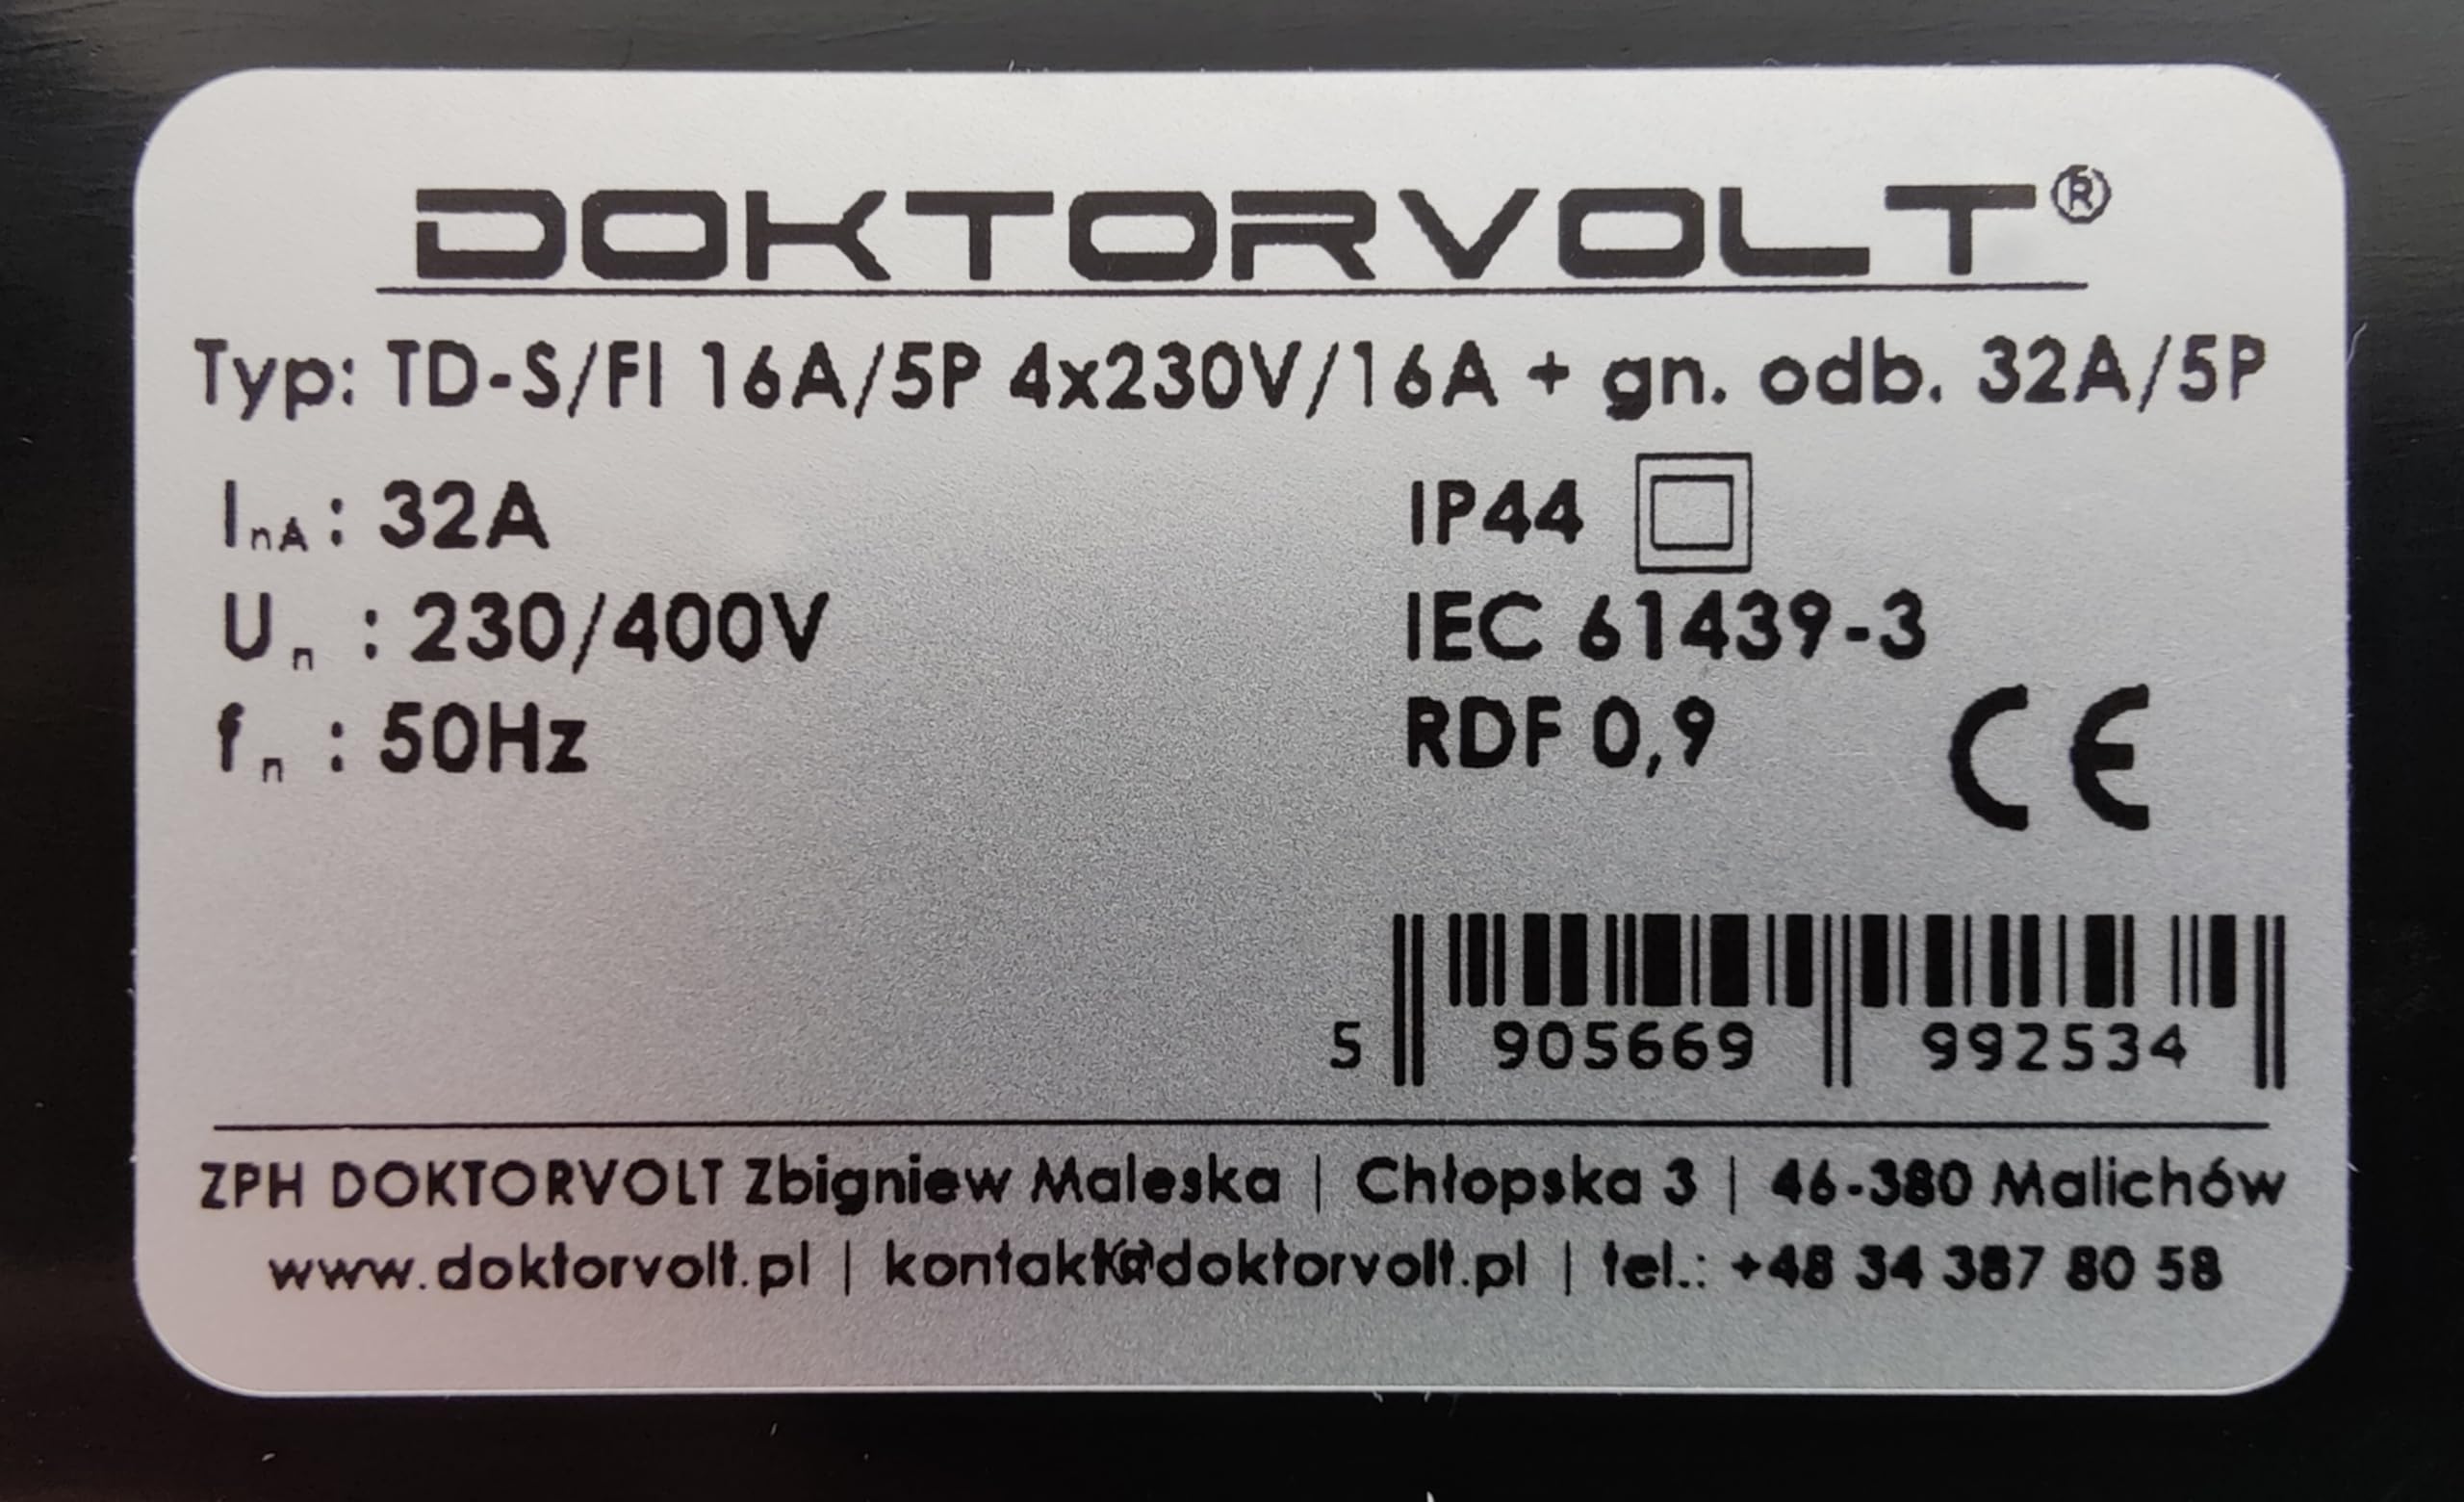 DOKTORVOLT®
Typ: TD-S/FI 16A/5P 4x230V/16A + gn. odb. 32A/5P
InA: 32A
Un : 230/400V
fn : 50Hz
IP44
IEC 61439-3
RDF 0,9
CE
5 905669 992534
ZPH DOKTORVOLT Zbigniew Maleska | Chłopska 3 | 46-380 Malichów
www.doktorvolt.pl | kontakt@doktorvolt.pl | tel.: +48 34 387 80 58